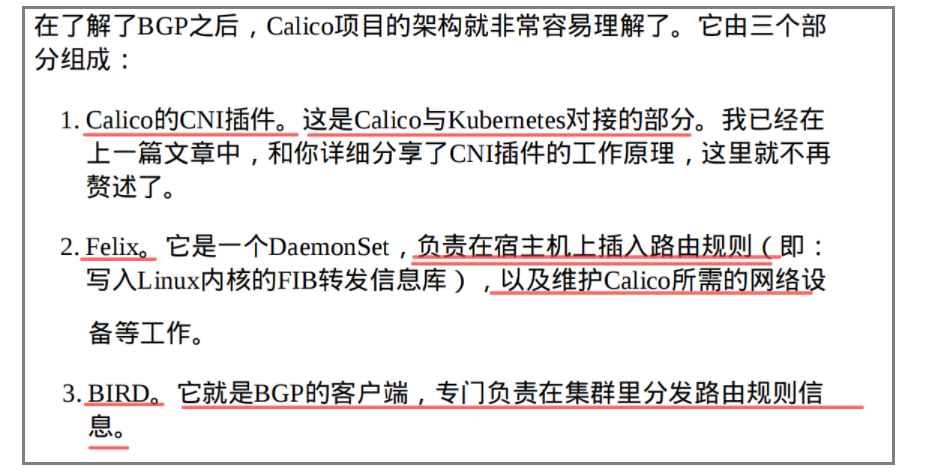 在了解了BGP之后，Calico项目的架构就非常容易理解了。它由三个部
分组成：
1. Calico的CNI插件。这是Calico与Kubernetes对接的部分。我已经在
上一篇文章中，和你详细分享了CNI插件的工作原理，这里就不再
赘述了。
2. Felix。它是一个DaemonSet，负责在宿主机上插入路由规则（即：
写入Linux内核的FIB转发信息库），以及维护Calico所需的网络设
备等工作。
3. BIRD。它就是BGP的客户端，专门负责在集群里分发路由规则信
息。